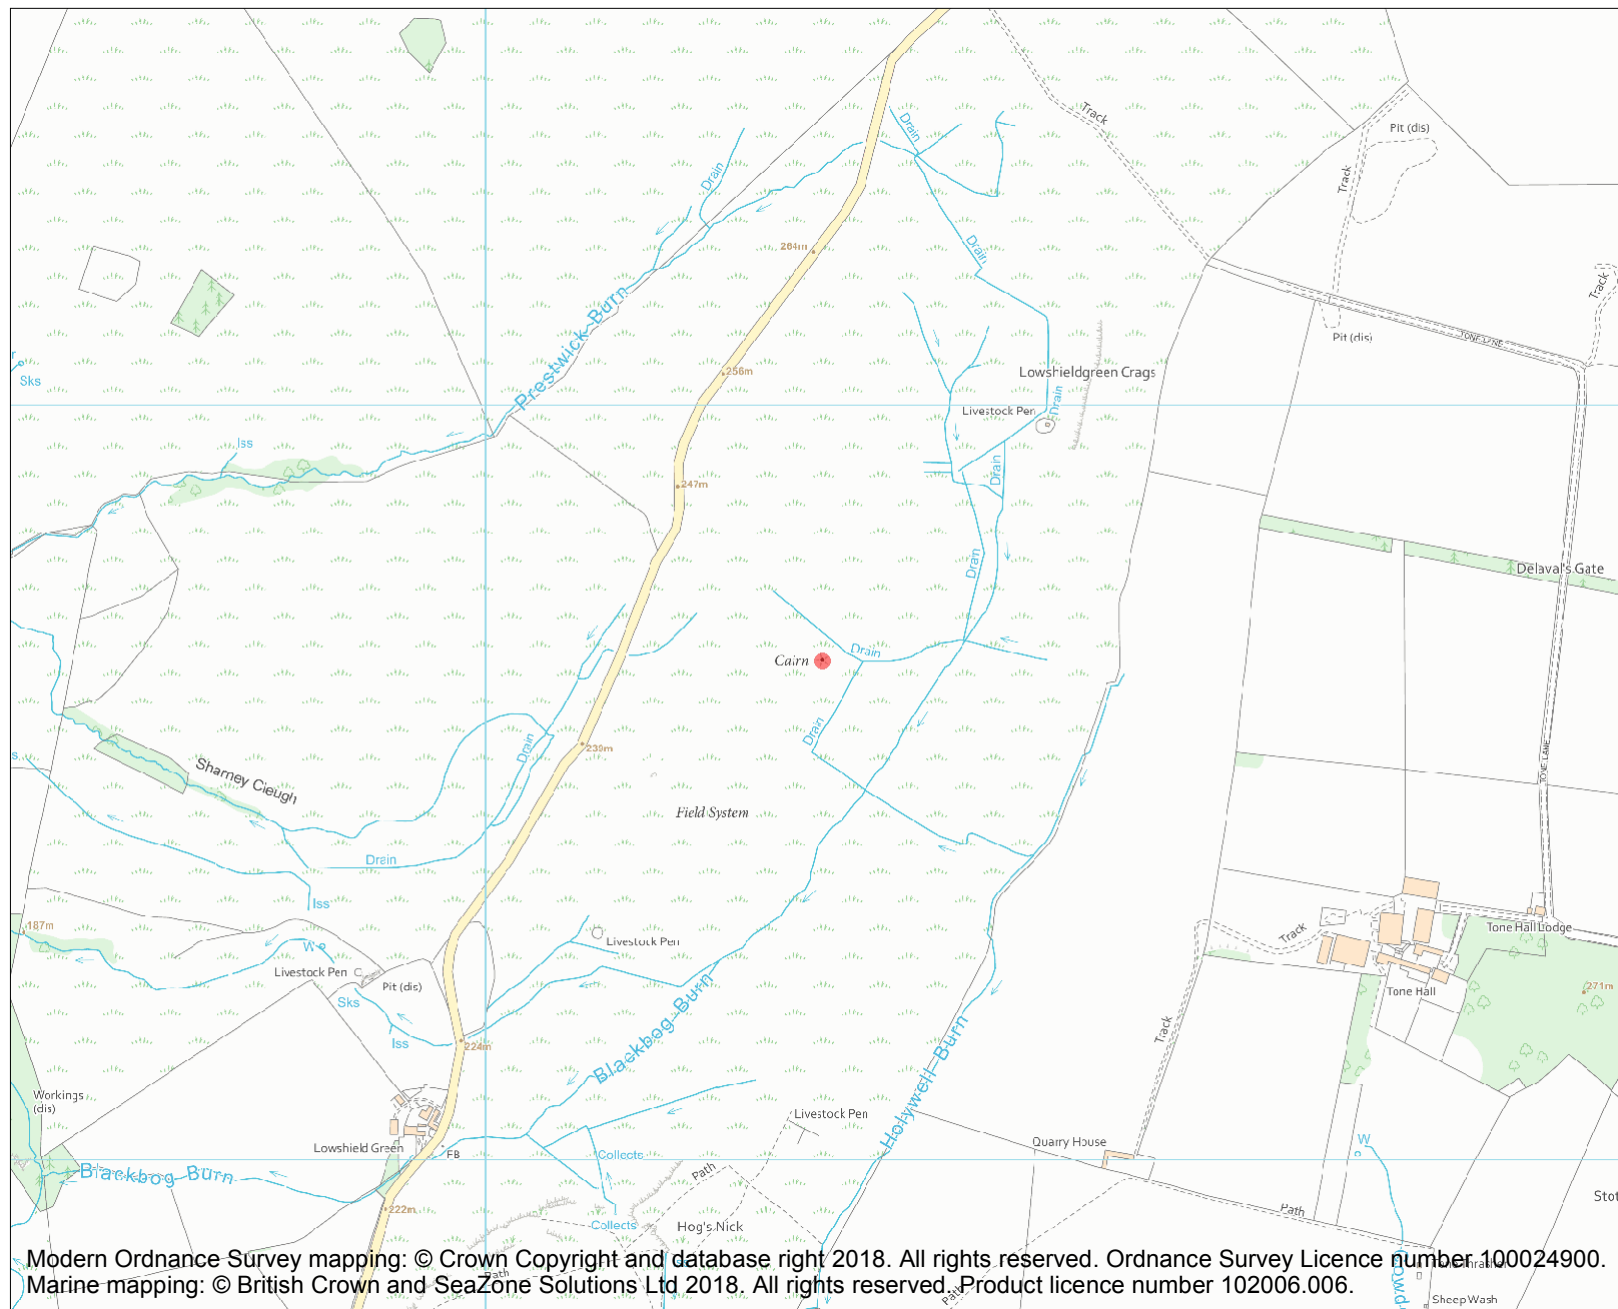 Track
Pit (dis)
Drain
Drain
Track
Drain
264m
Track
Prestwick Burn
Pit (dis)
TONE LANE
256m
Lowshieldgreen Crags
Sks
Drain
Livestock Pen
Iss
Drain
247m
Drain
Delaval's Gate
Drain
Cairn
Drain
Drain
239m
TONE LANE
Sharney Cleugh
Field System
Drain
Iss
187m
W
Livestock Pen
Track
Tone Hall Lodge
Livestock Pen
Pit (dis)
Tone Hall
271m
Sks
Iss
224m
Blackbog Burn
Track
Holywell Burn
Workings
(dis)
Livestock Pen
Lowshield Green
FB
Collects
Quarry House
W
Blackbog Burn
Path
222m
Collects
Hog's Nick
Path
Stot
Modern Ordnance Survey mapping: © Crown Copyright and database right 2018. All rights reserved. Ordnance Survey Licence number 100024900.
Marine mapping: © British Crown and SeaZone Solutions Ltd 2018. All rights reserved. Product licence number 102006.006.
Path
Path
Sheep Wash